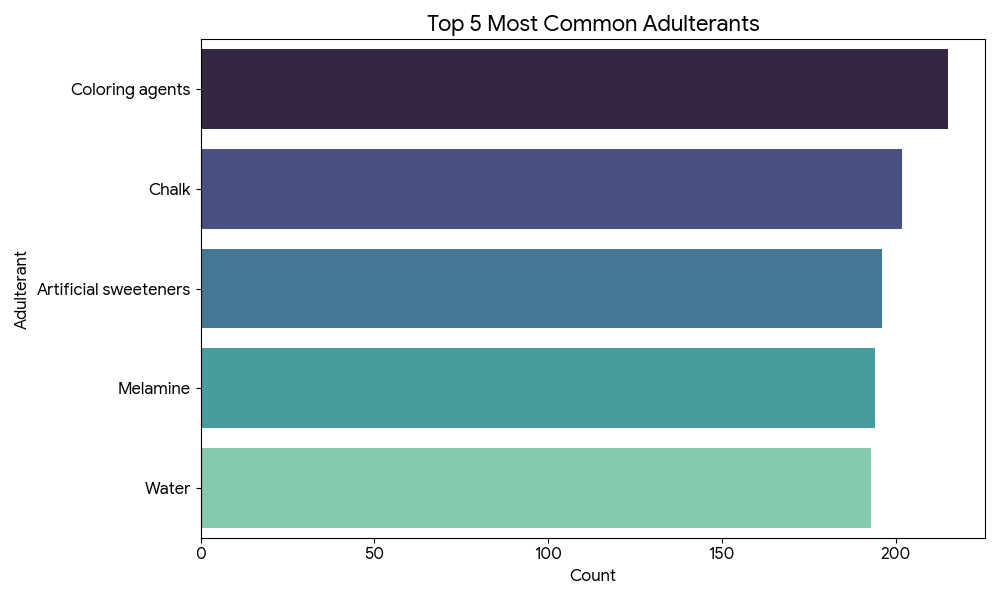 Top 5 Most Common Adulterants
Adulterant
Coloring agents
Chalk
Artificial sweeteners
Melamine
Water
0 50 100 150 200
Count